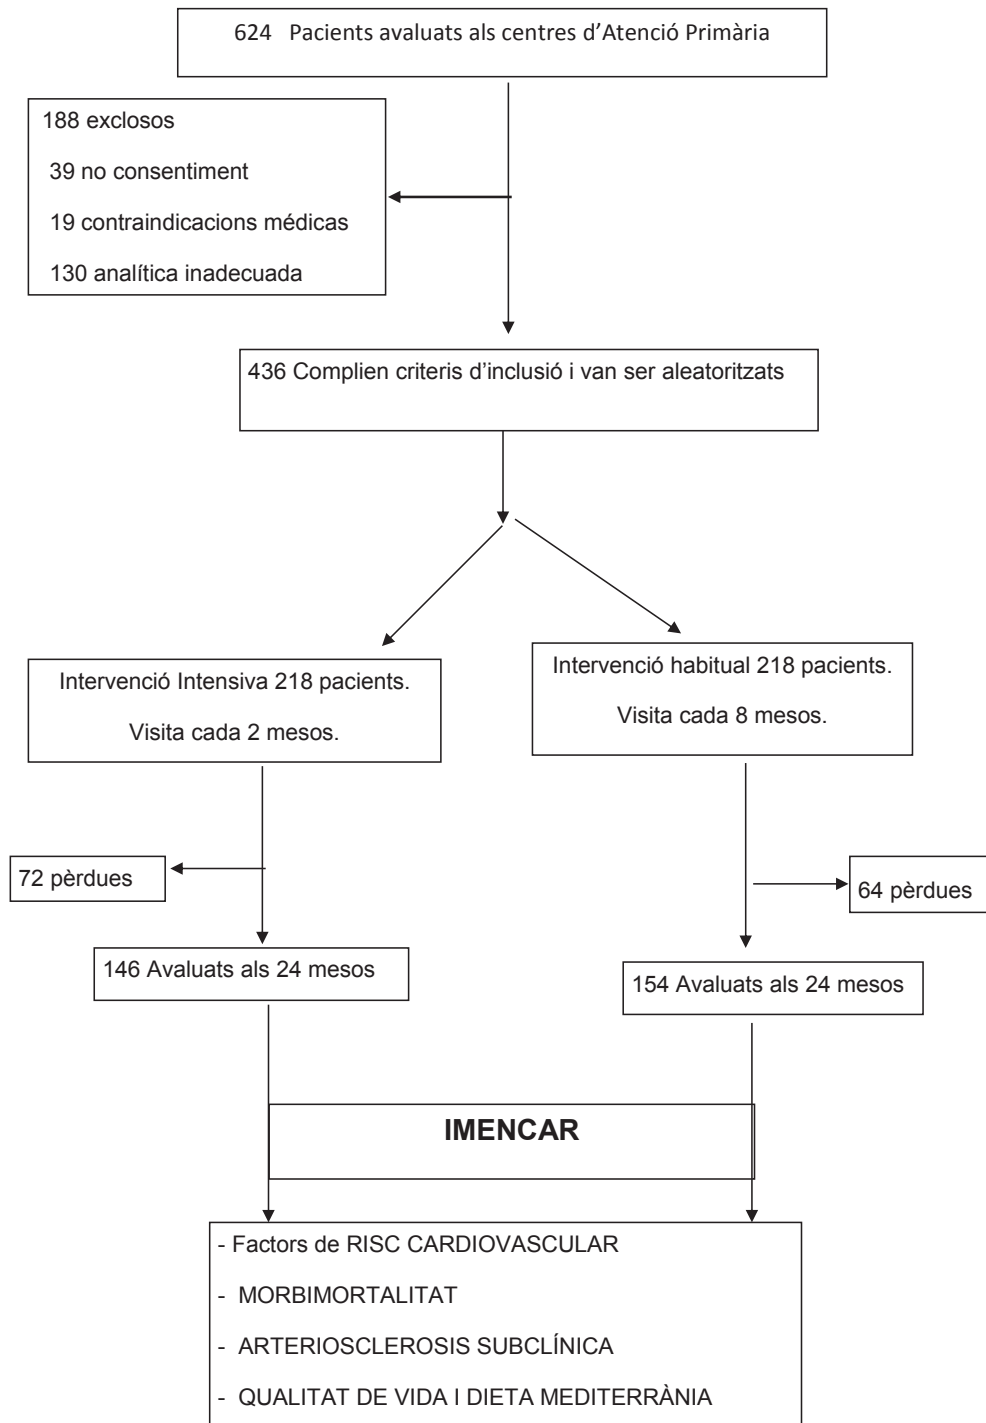 624 Pacients avaluats als centres d’Atenció Primària
188 exclosos
39 no consentiment
19 contraindicacions médicas
130 analítica inadecuada
436 Complien criteris d’inclusió i van ser aleatoritzats
Intervenció Intensiva 218 pacients.
Visita cada 2 mesos.
Intervenció habitual 218 pacients.
Visita cada 8 mesos.
72 pèrdues
64 pèrdues
146 Avaluats als 24 mesos
154 Avaluats als 24 mesos
IMENCAR
- Factors de RISC CARDIOVASCULAR
- MORBIMORTALITAT
- ARTERIOSCLEROSIS SUBCLÍNICA
- QUALITAT DE VIDA I DIETA MEDITERRÀNIA